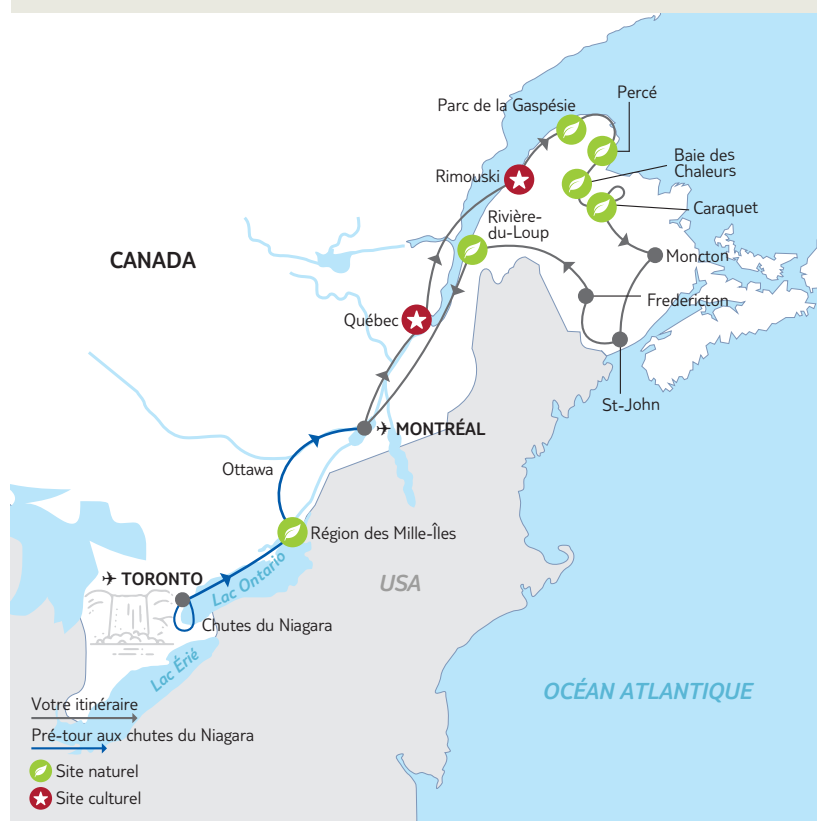 Percé
Parc de la Gaspésie
Baie des
Chaleurs
Rimouski
Caraquet
Rivière-
du-Loup
Moncton
CANADA
Fredericton
Québec
St-John
MONTRÉAL
Ottawa
Région des Mille-Îles
TORONTO
Lac Ontario
USA
Chutes du Niagara
Lac Érié
OCÉAN ATLANTIQUE
Votre itinéraire
Pré-tour aux chutes du Niagara
Site naturel
Site culturel